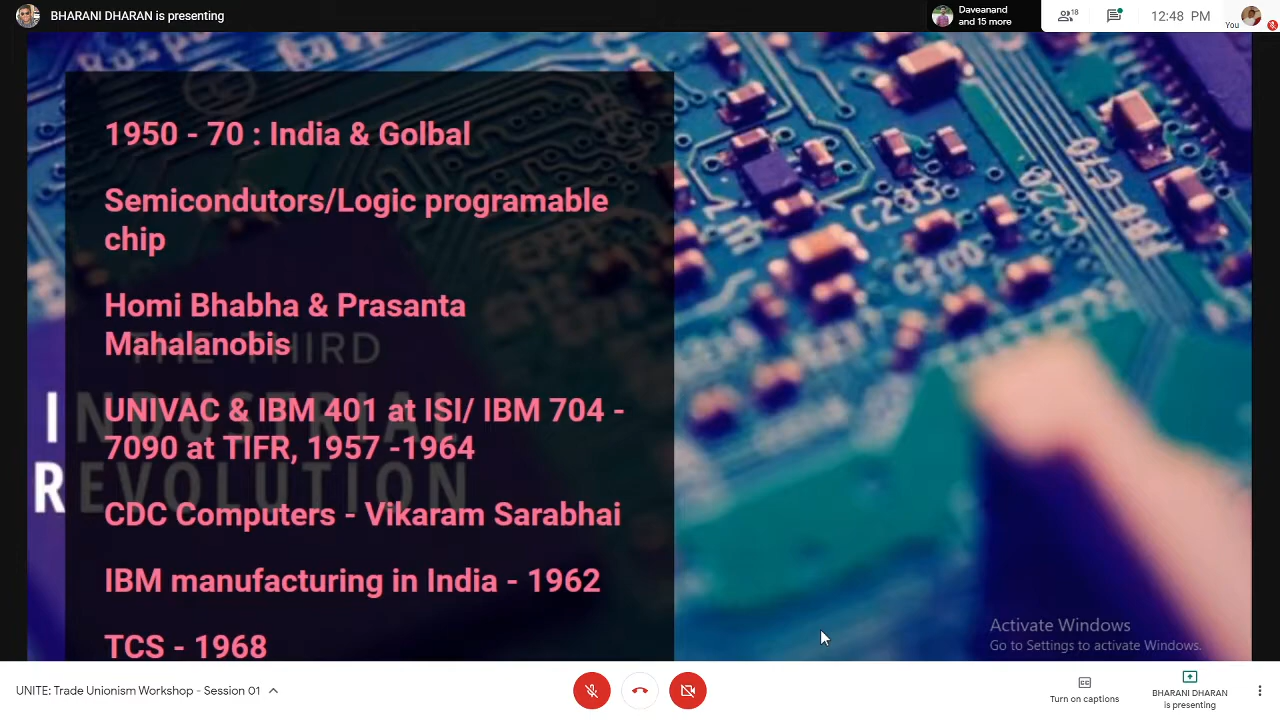 BHARANI DHARAN is presenting
Daveanand
and 15 more
18
12:48 PM
You
1950 - 70 : India & Golbal
Semicondutors/Logic programable
chip
Homi Bhabha & Prasanta
Mahalanobis
THE THIRD
UNIVAC & IBM 401 at ISI/ IBM 704 -
7090 at TIFR, 1957 -1964
INDUSTRIAL
REVOLUTION
CDC Computers - Vikaram Sarabhai
IBM manufacturing in India - 1962
TCS - 1968
C235
C200
Activate Windows
Go to Settings to activate Windows.
UNITE: Trade Unionism Workshop - Session 01
Turn on captions
BHARANI DHARAN
is presenting